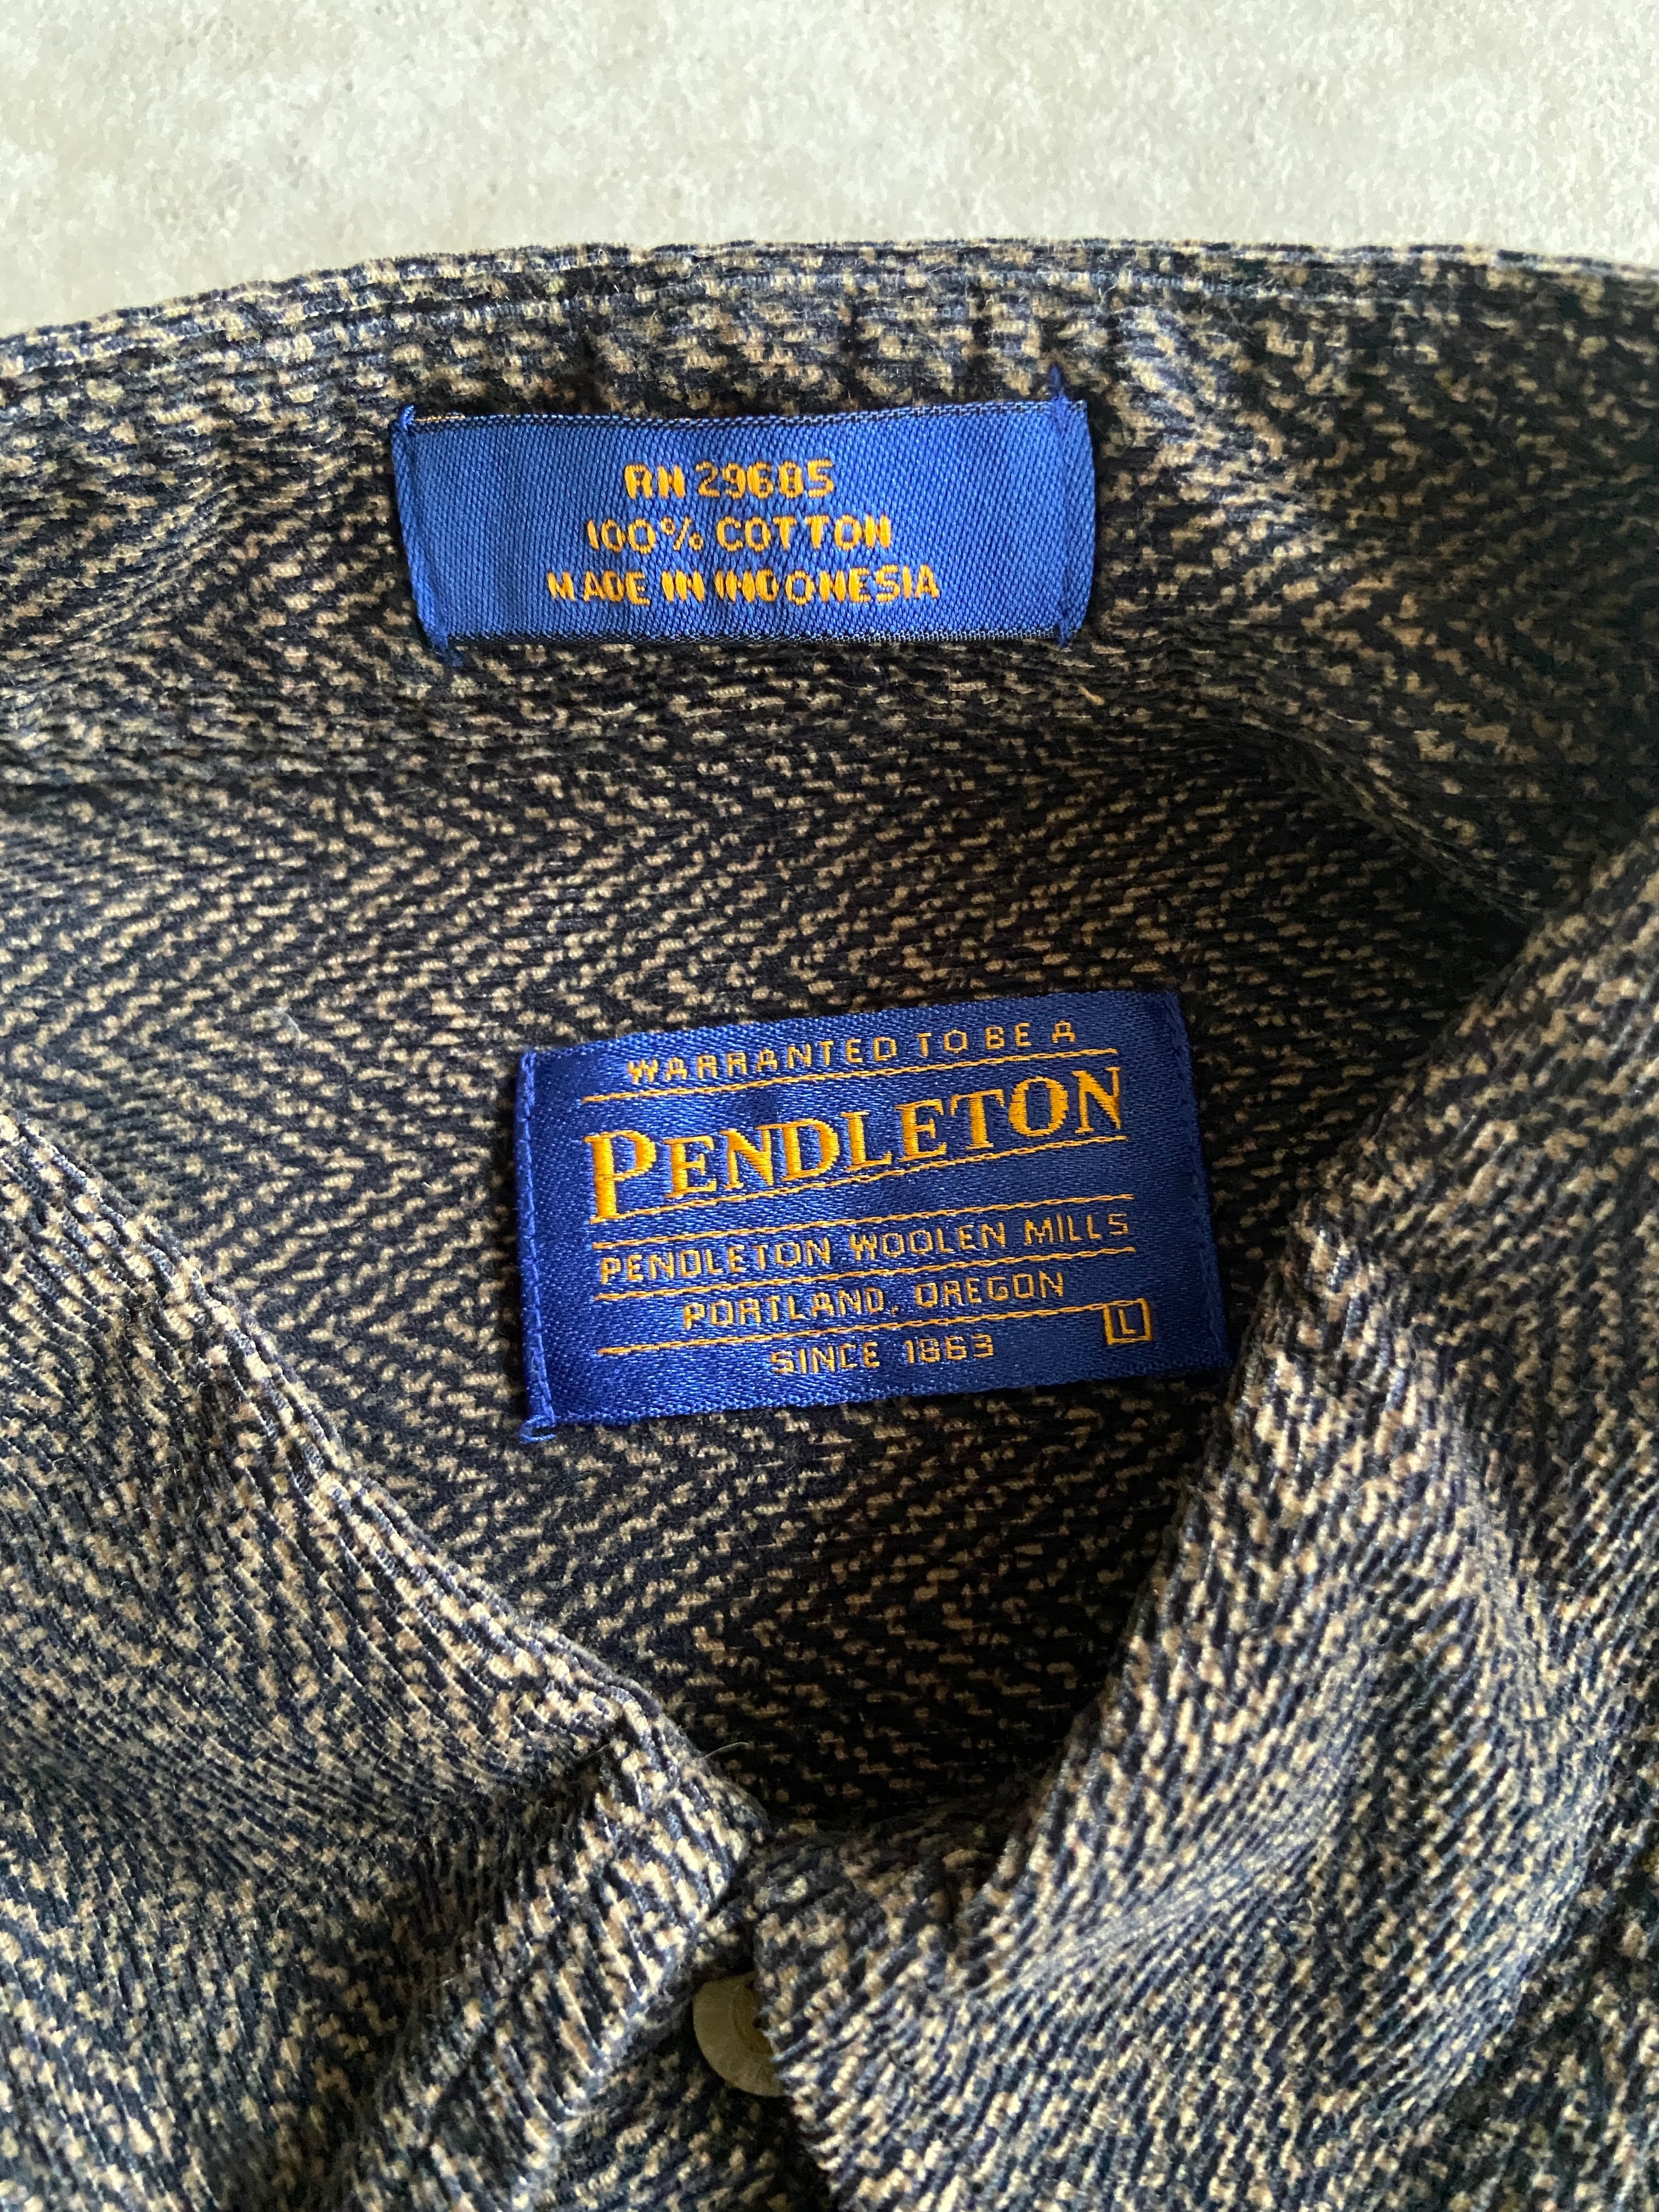 RN 29685
100% COTTON
MADE IN INDONESIA
WARRANTED TO BE A
PENDLETON
PENDLETON WOOLEN MILLS
PORTLAND, OREGON
SINCE 1863
L